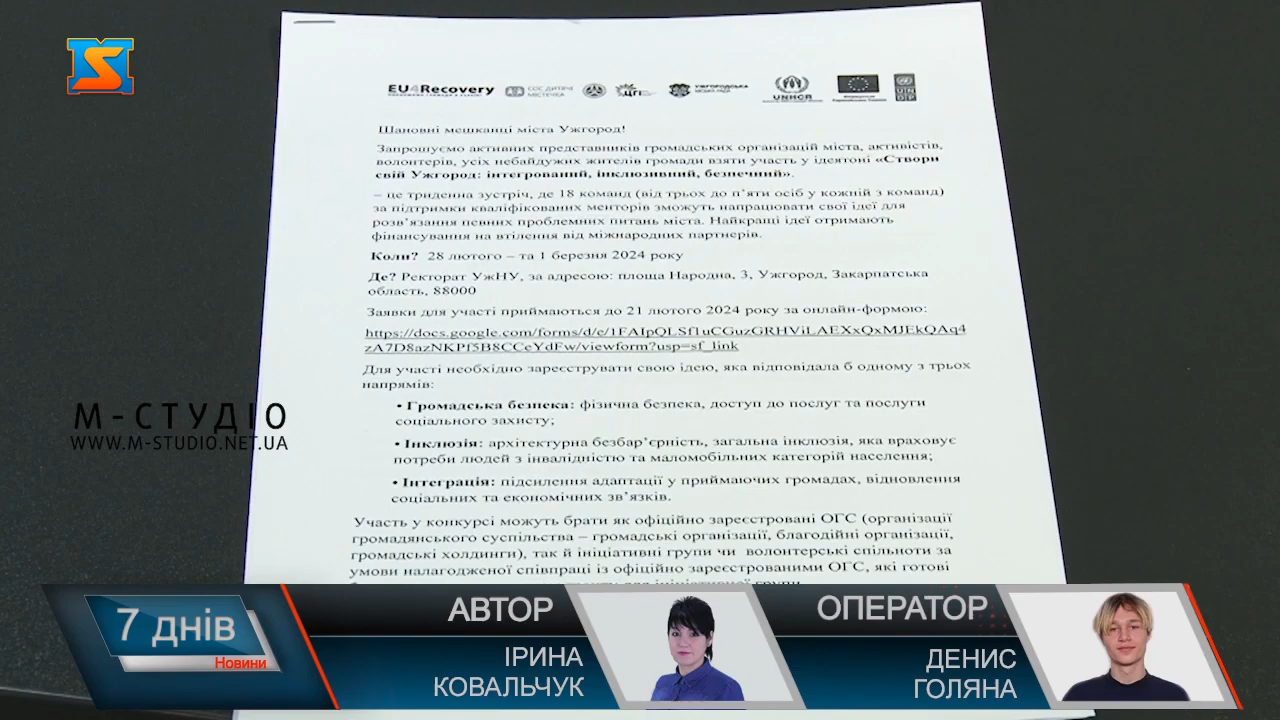 EU4Recovery
СОС ДИТЯЧІ
МІСТЕЧКА
ЦГІ
УЖГОРОДСЬКА
МІСЬКА РАДА
UNHCR
Шановні мешканці міста Ужгород!
Запрошуємо активних представників громадських організацій міста, активістів,
волонтерів, усіх небайдужих жителів громади взяти участь у ідеятоні «Створи
свій Ужгород: інтегрований, інклюзивний, безпечний».
– це триденна зустріч, де 18 команд (від трьох до п'яти осіб у кожній з команд)
за підтримки кваліфікованих менторів зможуть напрацювати свої ідеї для
розв'язання певних проблемних питань міста. Найкращі ідеї отримають
фінансування на втілення від міжнародних партнерів.
Коли? 28 лютого – та 1 березня 2024 року
Де? Ректорат УжНУ, за адресою: площа Народна, 3, Ужгород, Закарпатська
область, 88000
Заявки для участі приймаються до 21 лютого 2024 року за онлайн-формою:
https://docs.google.com/forms/d/e/1FAIpQLSf1uCGuzGRHViLAEXxQxMJEkQAq4
zA7D8azNKPf5B8CCeYdFw/viewform?usp=sf_link
Для участі необхідно зареєструвати свою ідею, яка відповідала б одному з трьох
напрямів:
• Громадська безпека: фізична безпека, доступ до послуг та послуги
соціального захисту;
• Інклюзія: архітектурна безбар'єрність, загальна інклюзія, яка враховує
потреби людей з інвалідністю та маломобільних категорій населення;
• Інтеграція: підсилення адаптації у приймаючих громадах, відновлення
соціальних та економічних зв'язків.
Участь у конкурсі можуть брати як офіційно зареєстровані ОГС (організації
громадянського суспільства – громадські організації, благодійні організації,
громадські холдинги), так й ініціативні групи чи волонтерські спільноти за
умови налагодженої співпраці із офіційно зареєстрованими ОГС, які готові
М-СТУДІО
WWW.M-STUDIO.NET.UA
7 днів
Новини
АВТОР
ІРИНА
КОВАЛЬЧУК
ОПЕРАТОР
ДЕНИС
ГОЛЯНА